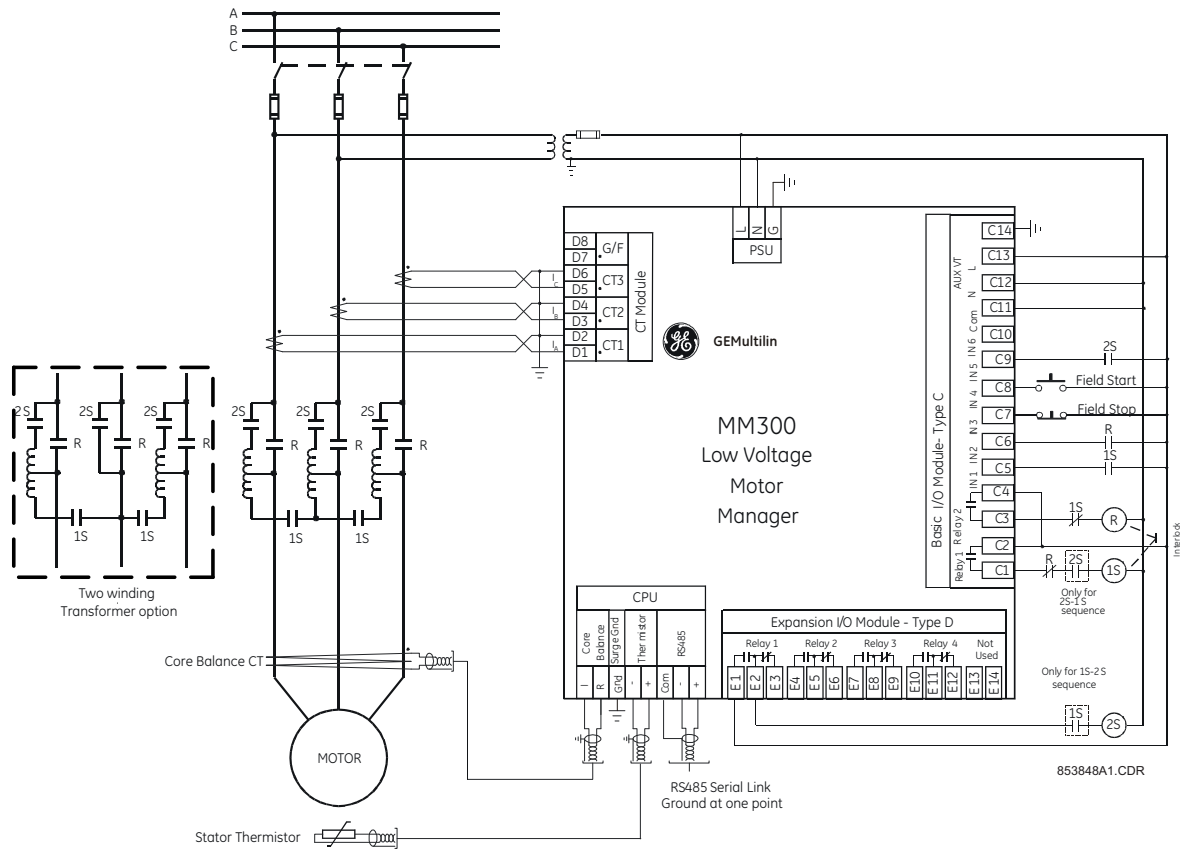 A
B
C
L
N
G
PSU
D8
D7
G/F
D6
D5
CT3
D4
D3
CT2
D2
D1
CT1
CT Module
I C
I B
I A
GEMultilin
MM300
Low Voltage
Motor
Manager
Basic I/O Module- Type C
AUX VT
L
N
Com
IN 6
IN 5
IN 4
N 3
IN 2
IN 1
Relay 2
Relay 1
C14
C13
C12
C11
C10
C9
C8
C7
C6
C5
C4
C3
C2
C1
2S
Field Start
Field Stop
R
1S
1S
R
R
2S
1S
Interlock
Only for
2S-1 S
sequence
2S
R
2S
R
2S
R
1S
1S
Two winding
Transformer option
2S
R
2S
R
2S
R
1S
1S
Core Balance CT
MOTOR
Stator Thermistor
CPU
Core
Balance
Surge Gnd
Thermistor
RS485
I
R
Gnd
-
+
Com
-
+
RS485 Serial Link
Ground at one point
Expansion I/O Module - Type D
Relay 1
Relay 2
Relay 3
Relay 4
Not
Used
E1
E2
E3
E4
E5
E6
E7
E8
E9
E10
E11
E12
E13
E14
Only for 1S-2 S
sequence
1S
2S
853848A1.CDR